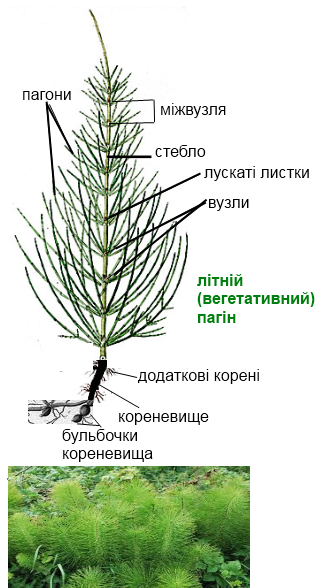 пагони
міжвузля
стебло
лускаті листки
вузли
літній
(вегетативний)
пагін
додаткові корені
кореневище
бульбочки
кореневища